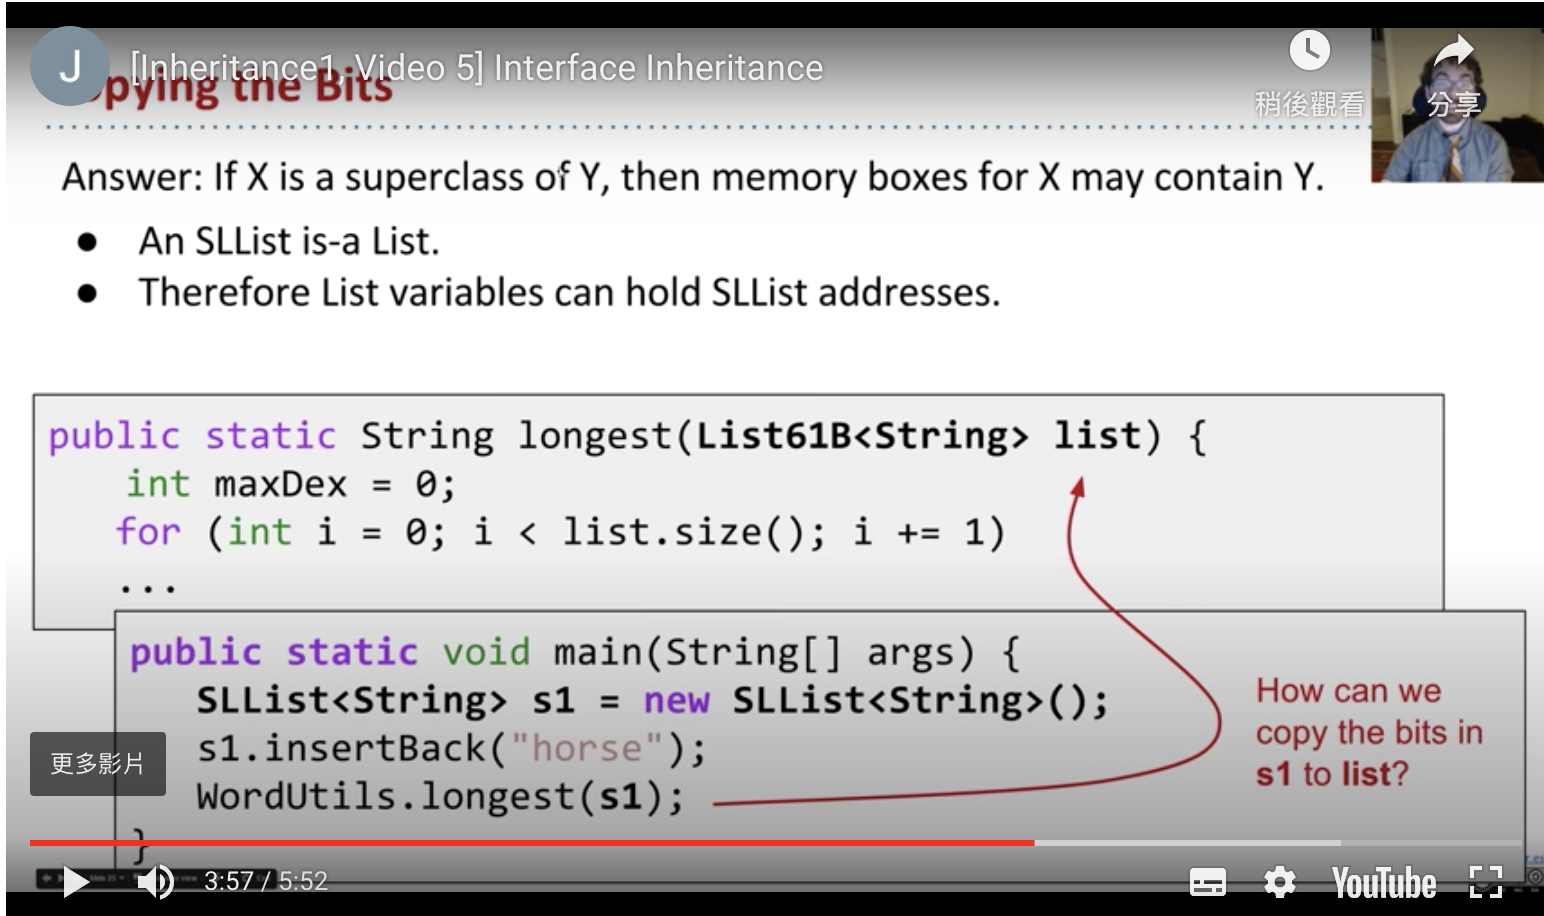 J
[Inheritance1, Video 5] Interface Inheritance
pying the Bits
稍後觀看
分享
Answer: If X is a superclass of Y, then memory boxes for X may contain Y.
● An SLList is-a List.
● Therefore List variables can hold SLList addresses.
public static String longest(List61B<String> list) {
int maxDex = 0;
for (int i = 0; i < list.size(); i += 1)
...
public static void main(String[] args) {
SLList<String> s1 = new SLList<String>();
s1.insertBack("horse");
WordUtils.longest(s1);
}
How can we
copy the bits in
s1 to list?
更多影片
3:57 / 5:52
YouTube